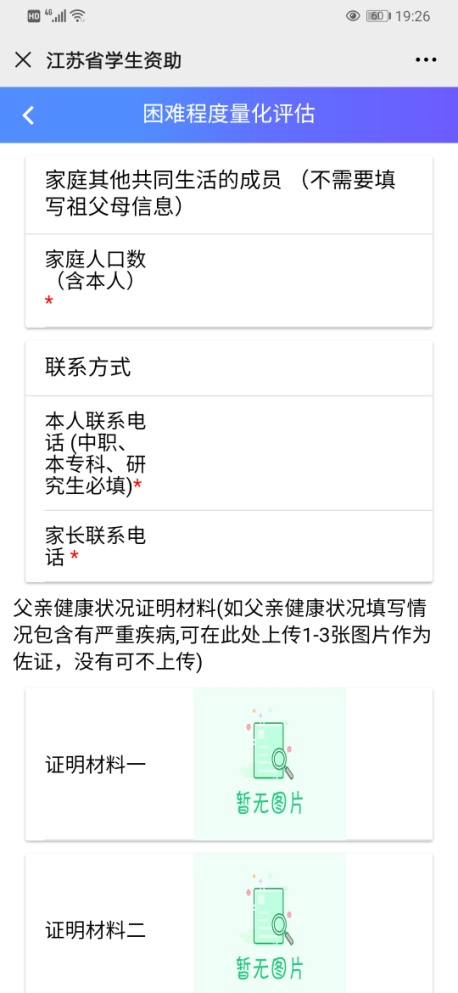 HD 4G 60 19:26
江苏省学生资助
困难程度量化评估
家庭其他共同生活的成员 （不需要填
写祖父母信息）
家庭人口数
（含本人）
*
联系方式
本人联系电
话 (中职、
本专科、研
究生必填)*
家长联系电
话 *
父亲健康状况证明材料(如父亲健康状况填写情
况包含有严重疾病,可在此处上传1-3张图片作为
佐证，没有可不上传)
证明材料一
暂无图片
证明材料二
暂无图片